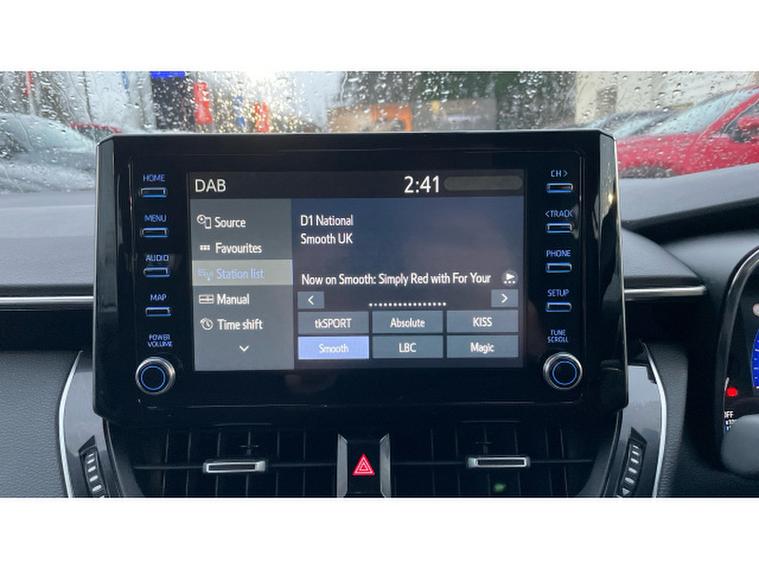 DAB 2:41
HOME
MENU
AUDIO
MAP
POWER
VOLUME
Source
Favourites
Station list
Manual
Time shift
D1 National
Smooth UK
Now on Smooth: Simply Red with For Your
tkSPORT Absolute KISS
Smooth LBC Magic
CH >
< TRACK
PHONE
SETUP
TUNE
SCROLL